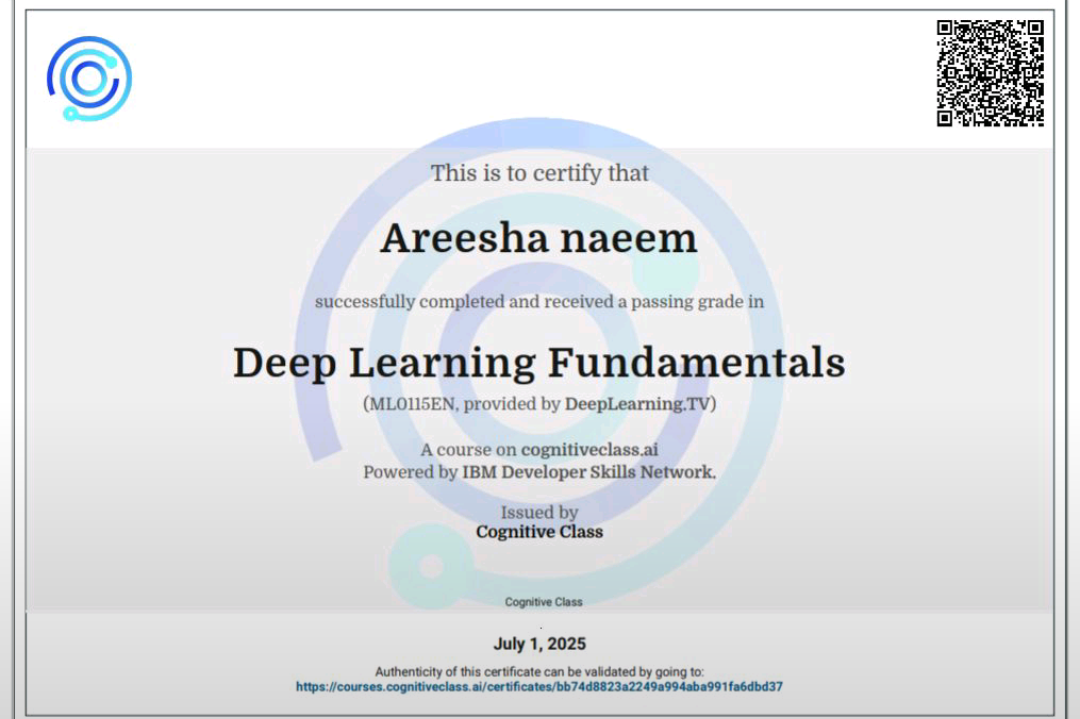 This is to certify that
Areesha naeem
successfully completed and received a passing grade in
Deep Learning Fundamentals
(ML0115EN, provided by DeepLearning.TV)
A course on cognitiveclass.ai
Powered by IBM Developer Skills Network.
Issued by
Cognitive Class
Cognitive Class
.
July 1, 2025
Authenticity of this certificate can be validated by going to:
https://courses.cognitiveclass.ai/certificates/bb74d8823a2249a994aba991fa6dbd37